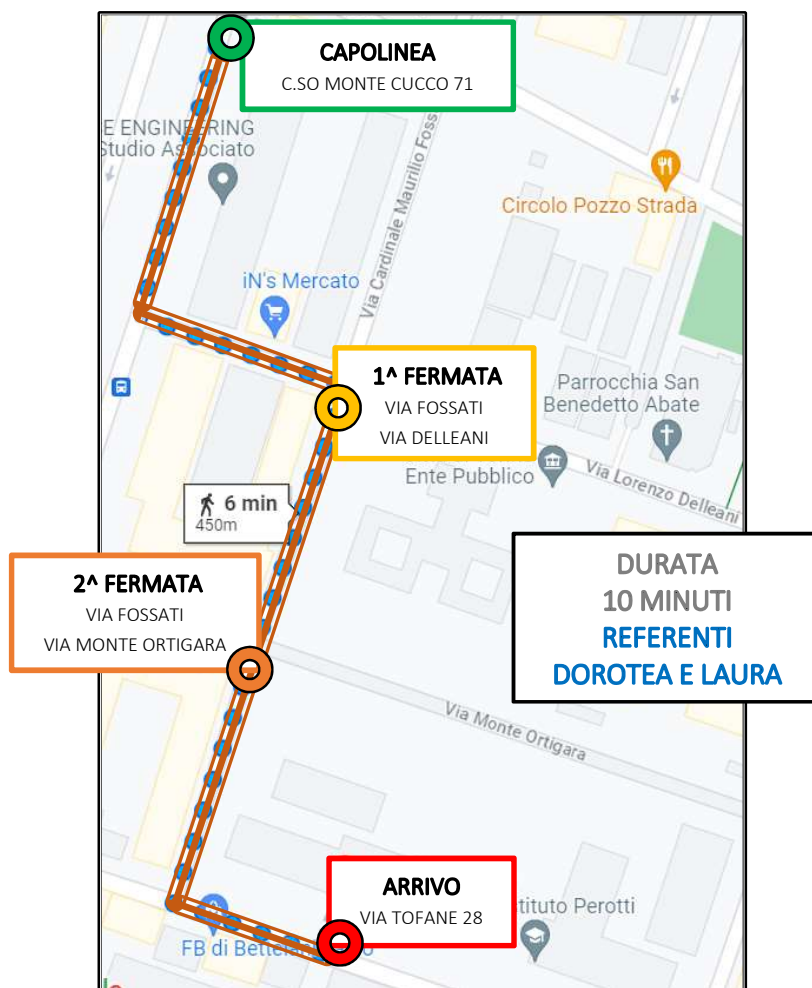 CAPOLINEA
C.SO MONTE CUCCO 71
E ENGINEERING
Studio Associato
Via Cardinale Maurilio Foss
Circolo Pozzo Strada
iN's Mercato
1^ FERMATA
VIA FOSSATI
VIA DELLEANI
Parrocchia San
Benedetto Abate
Ente Pubblico
Via Lorenzo Delleani
6 min
450m
2^ FERMATA
VIA FOSSATI
VIA MONTE ORTIGARA
DURATA
10 MINUTI
REFERENTI
DOROTEA E LAURA
Via Monte Ortigara
ARRIVO
VIA TOFANE 28
tituto Perotti
FB di